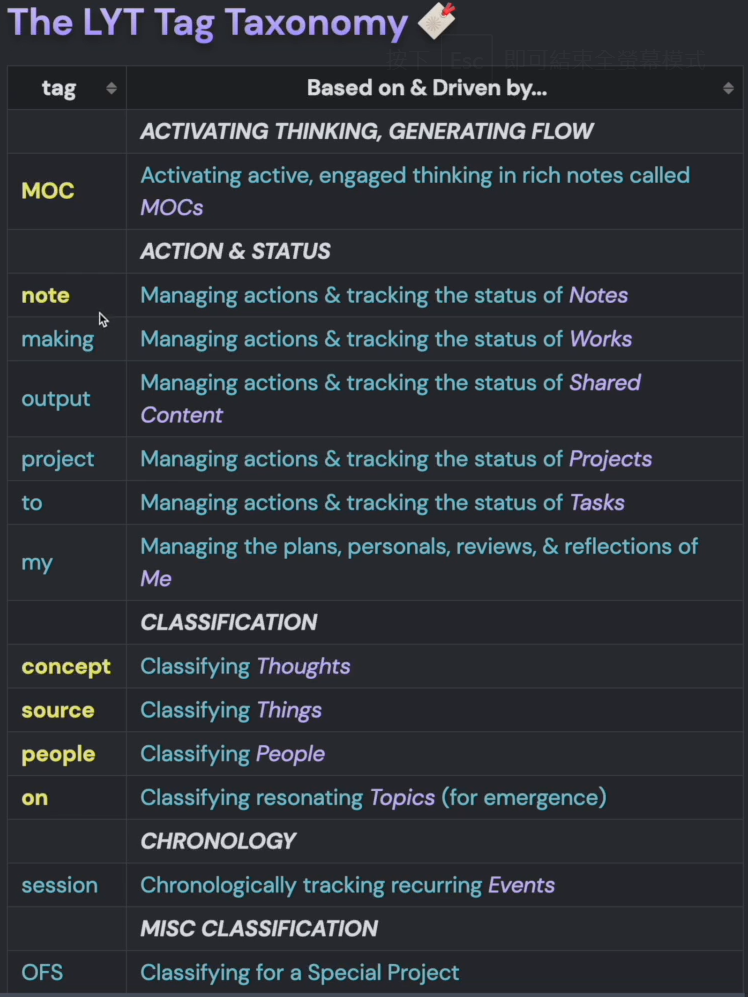 The LYT Tag Taxonomy
按下 Esc 即可結束全螢幕模式
tag Based on & Driven by...
ACTIVATING THINKING, GENERATING FLOW
MOC Activating active, engaged thinking in rich notes called
MOCs
ACTION & STATUS
note Managing actions & tracking the status of Notes
making Managing actions & tracking the status of Works
output Managing actions & tracking the status of Shared
Content
project Managing actions & tracking the status of Projects
to Managing actions & tracking the status of Tasks
my Managing the plans, personals, reviews, & reflections of
Me
CLASSIFICATION
concept Classifying Thoughts
source Classifying Things
people Classifying People
on Classifying resonating Topics (for emergence)
CHRONOLOGY
session Chronologically tracking recurring Events
MISC CLASSIFICATION
OFS Classifying for a Special Project